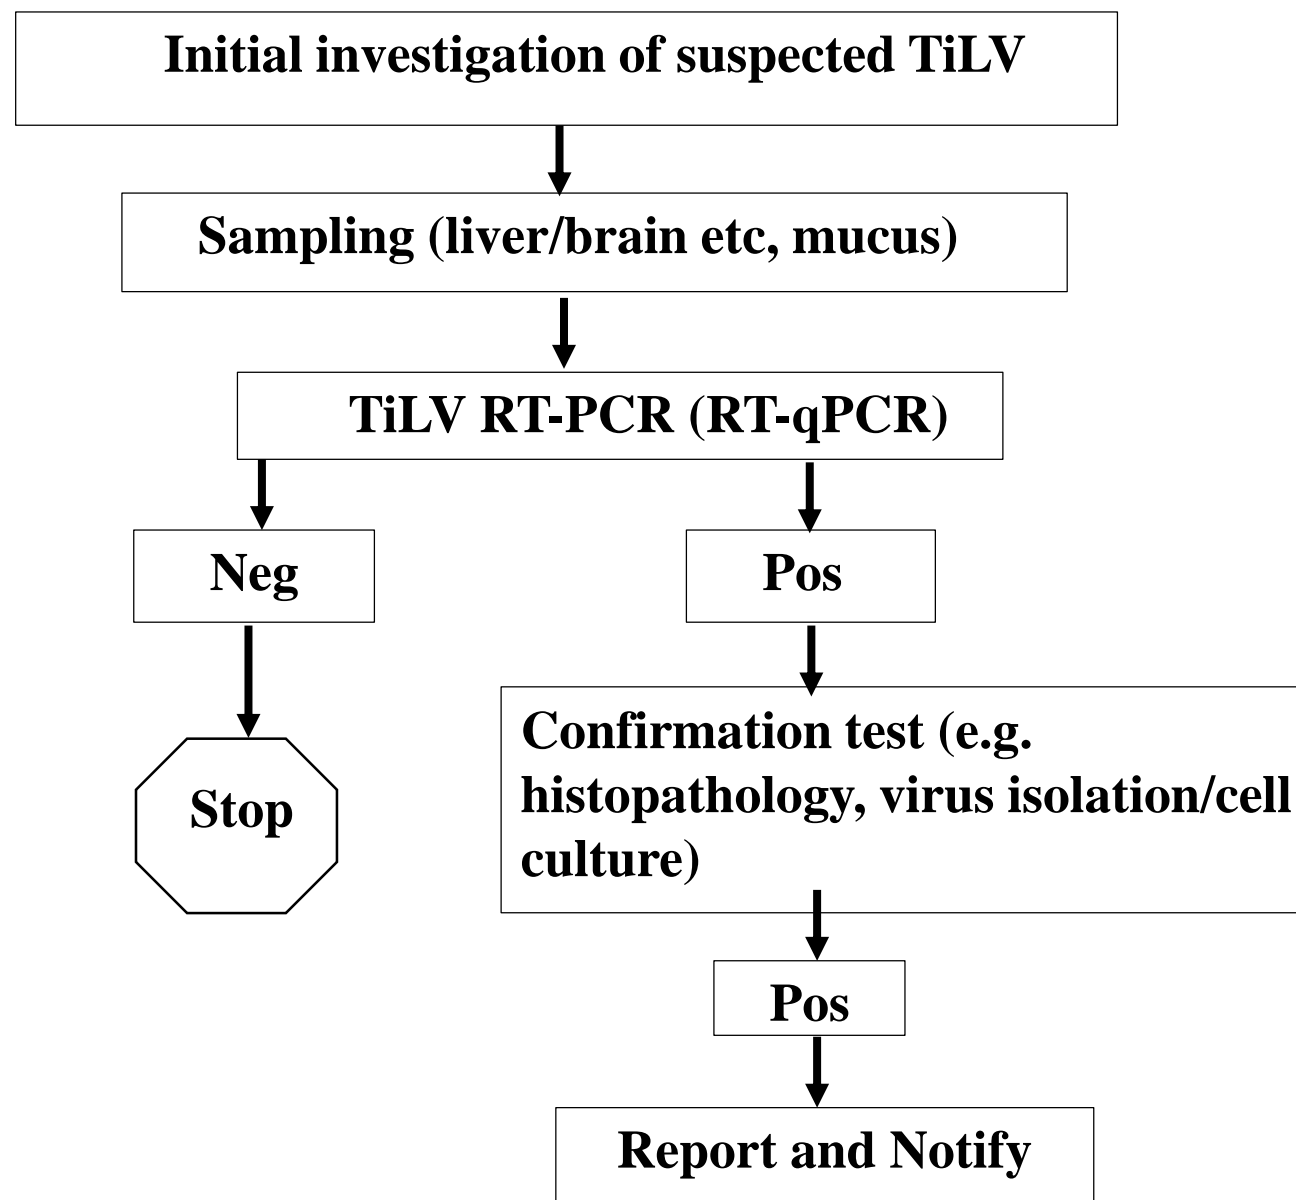 Initial investigation of suspected TiLV
Sampling (liver/brain etc, mucus)
TiLV RT-PCR (RT-qPCR)
Neg
Pos
Stop
Confirmation test (e.g.
histopathology, virus isolation/cell
culture)
Pos
Report and Notify